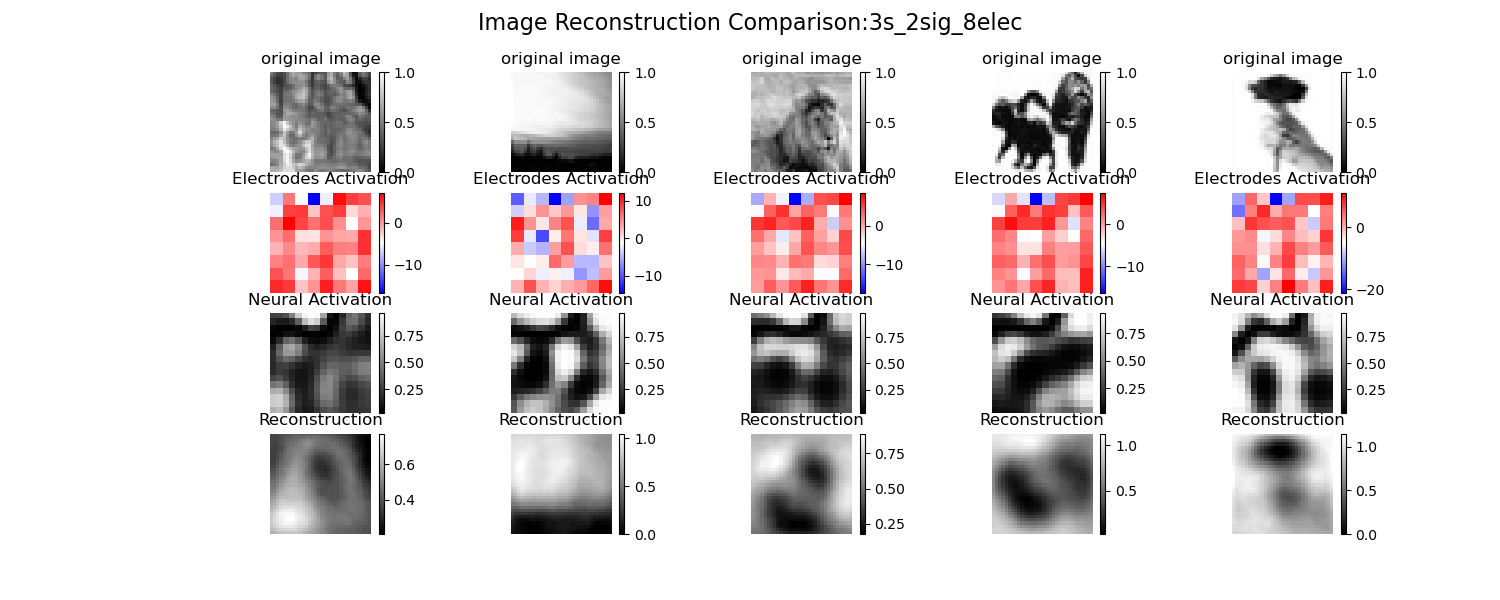 Image Reconstruction Comparison:3s_2sig_8elec
original image original image original image original image original image
1.0 1.0 1.0 1.0 1.0
0.5 0.5 0.5 0.5 0.5
0.0 0.0 0.0 0.0 0.0
Electrodes Activation Electrodes Activation Electrodes Activation Electrodes Activation Electrodes Activation
0 10 0 0 0
−10 0 −10 −10 −20
−10
Neural Activation Neural Activation Neural Activation Neural Activation Neural Activation
0.75 0.75 0.75 0.75 0.75
0.50 0.50 0.50 0.50 0.50
0.25 0.25 0.25 0.25 0.25
Reconstruction Reconstruction Reconstruction Reconstruction Reconstruction
0.6 1.0 0.75 1.0 1.0
0.4 0.5 0.50 0.5 0.5
0.0 0.25 0.0